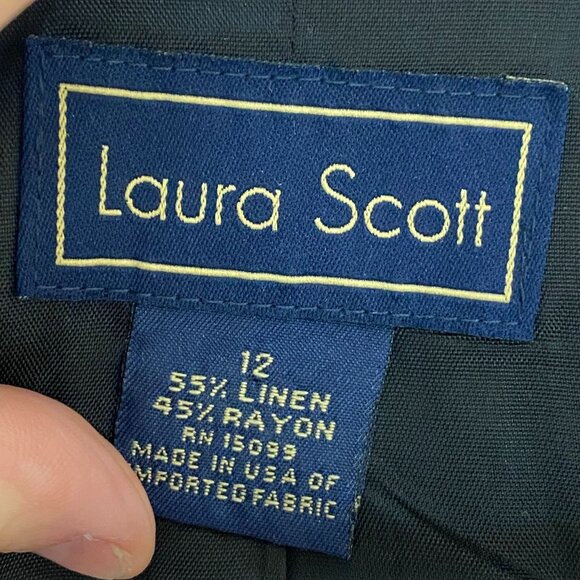 Laura Scott
12
55% LINEN
45% RAYON
RN 15099
MADE IN USA OF
IMPORTED FABRIC